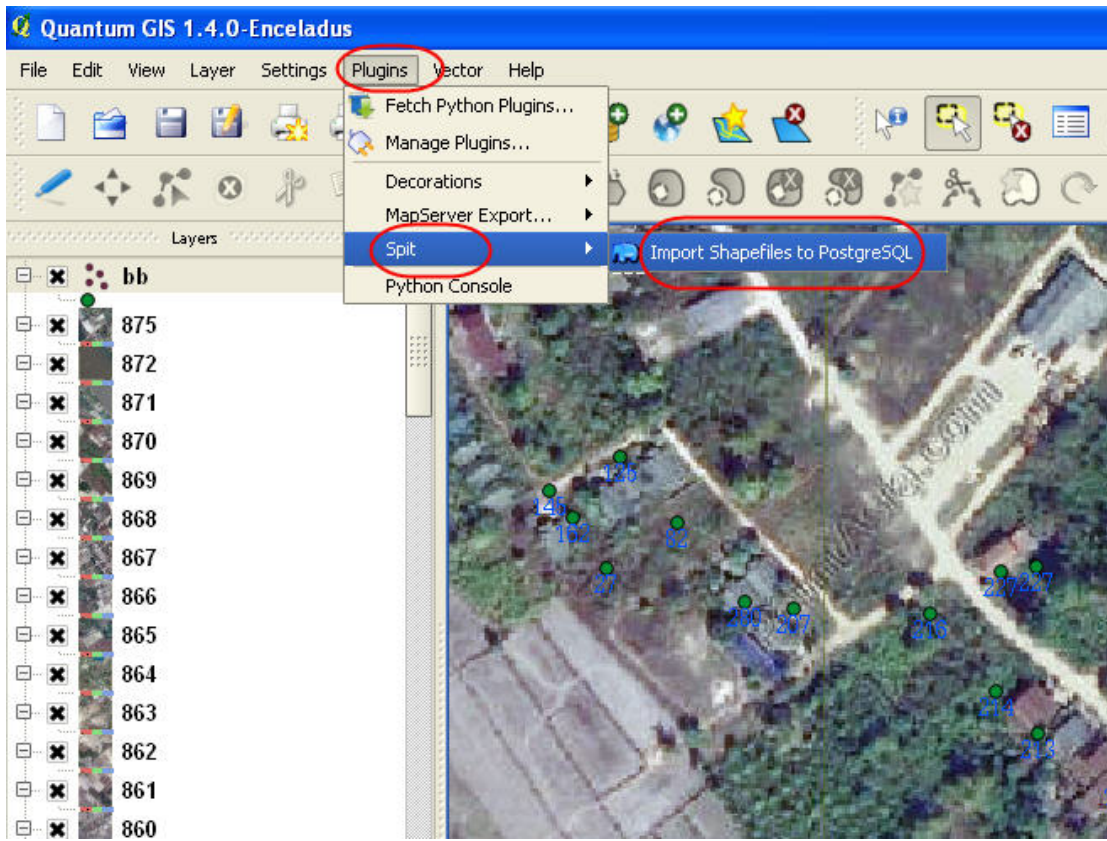 Quantum GIS 1.4.0-Enceladus
File Edit View Layer Settings Plugins Vector Help
Fetch Python Plugins...
Manage Plugins...
Decorations
MapServer Export...
Spit
Import Shapefiles to PostgreSQL
Python Console
Layers
bb
875
872
871
870
869
868
867
866
865
864
863
862
861
860
126
145
162
82
27
227
227
289
207
216
214
213